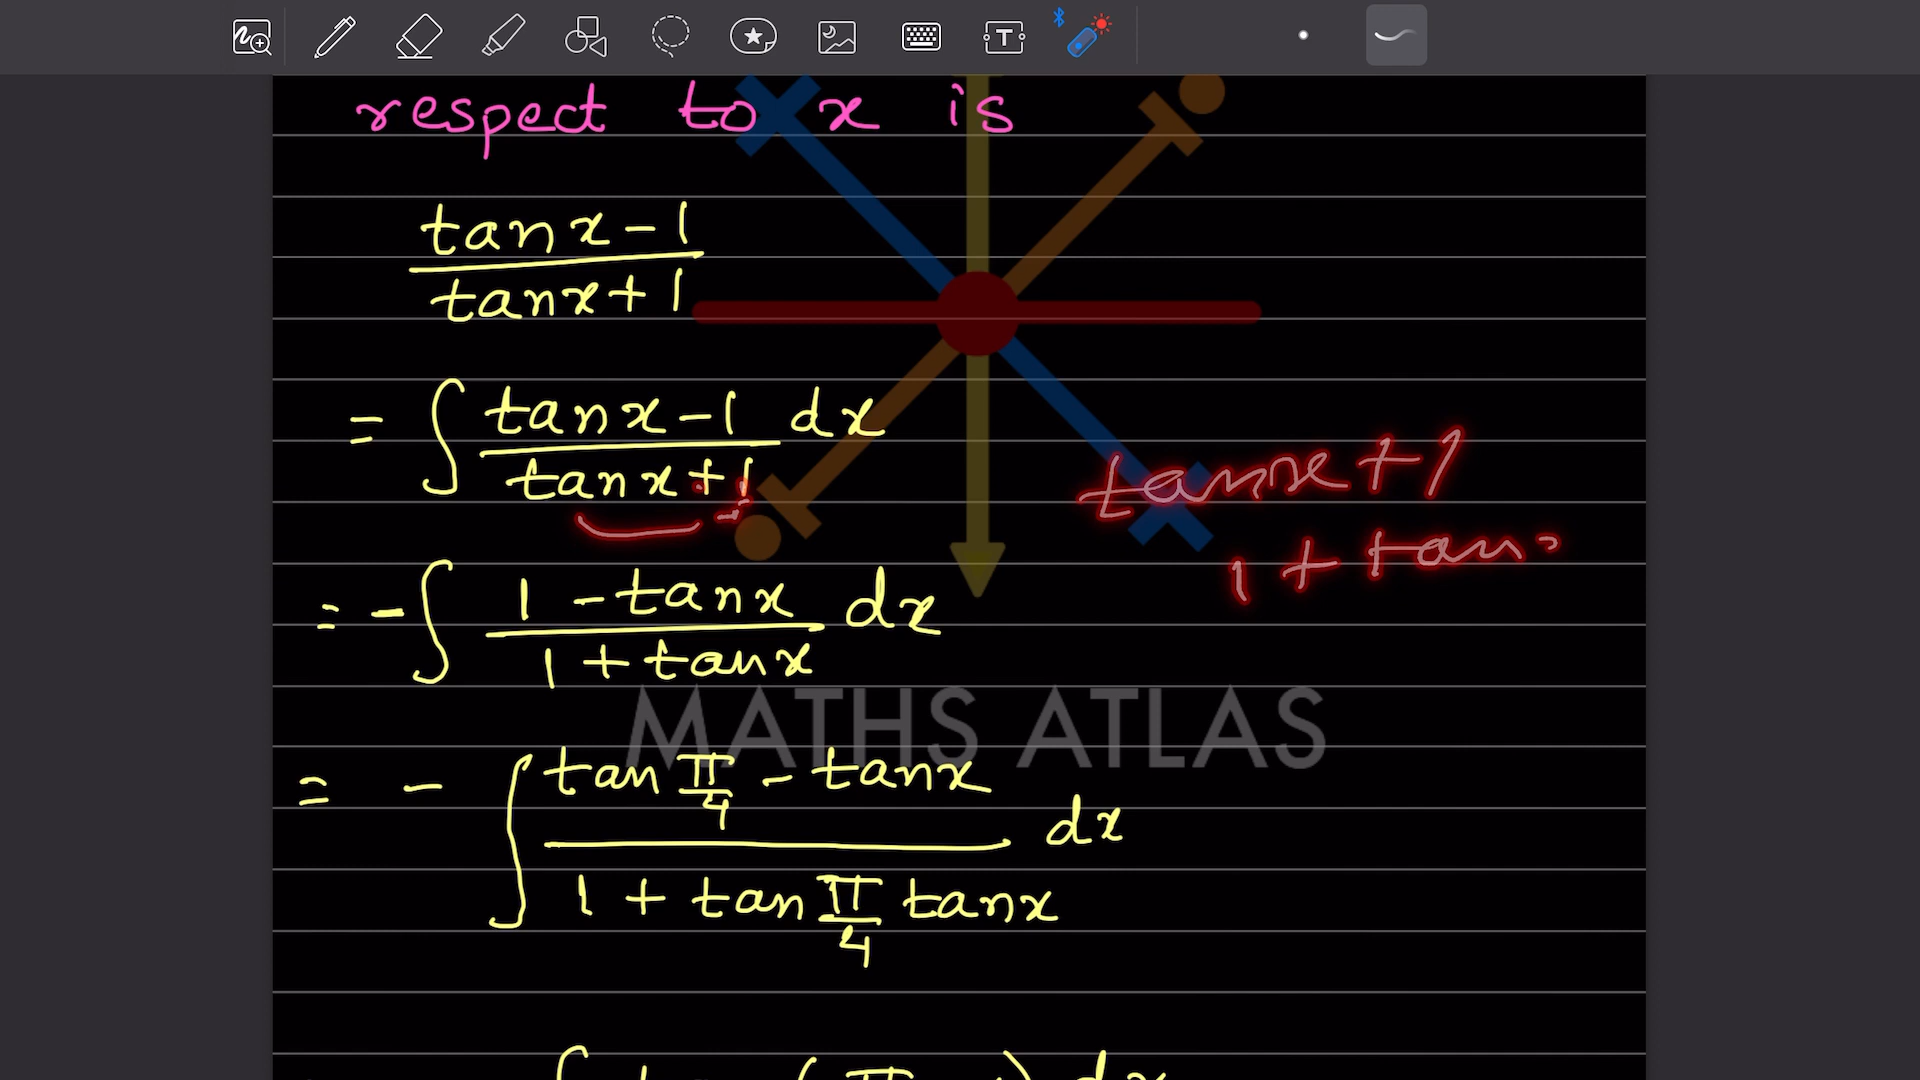 respect to x is
tanx-1
tanx+1
= ∫ tanx-1 dx
tanx+1
tanx+1
1 + tan
= -∫ 1 -tanx dx
1 + tanx
MATHS ATLAS
= - ∫ tan π/4 - tanx dx
1 + tan π/4 tanx